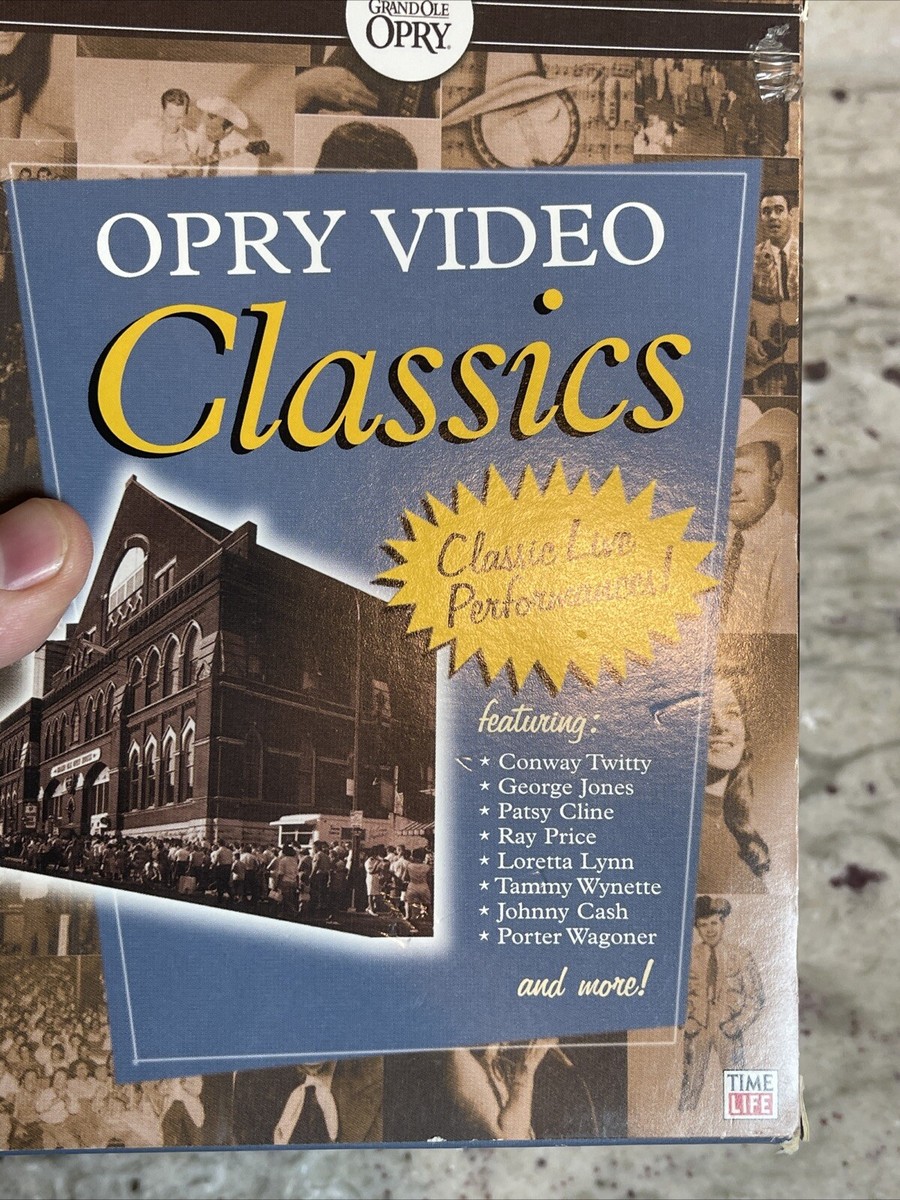 GRAND OLE
OPRY®
OPRY VIDEO
Classics
Classic Live
Performances!
featuring:
★ Conway Twitty
★ George Jones
★ Patsy Cline
★ Ray Price
★ Loretta Lynn
★ Tammy Wynette
★ Johnny Cash
★ Porter Wagoner
and more!
TIME
LIFE